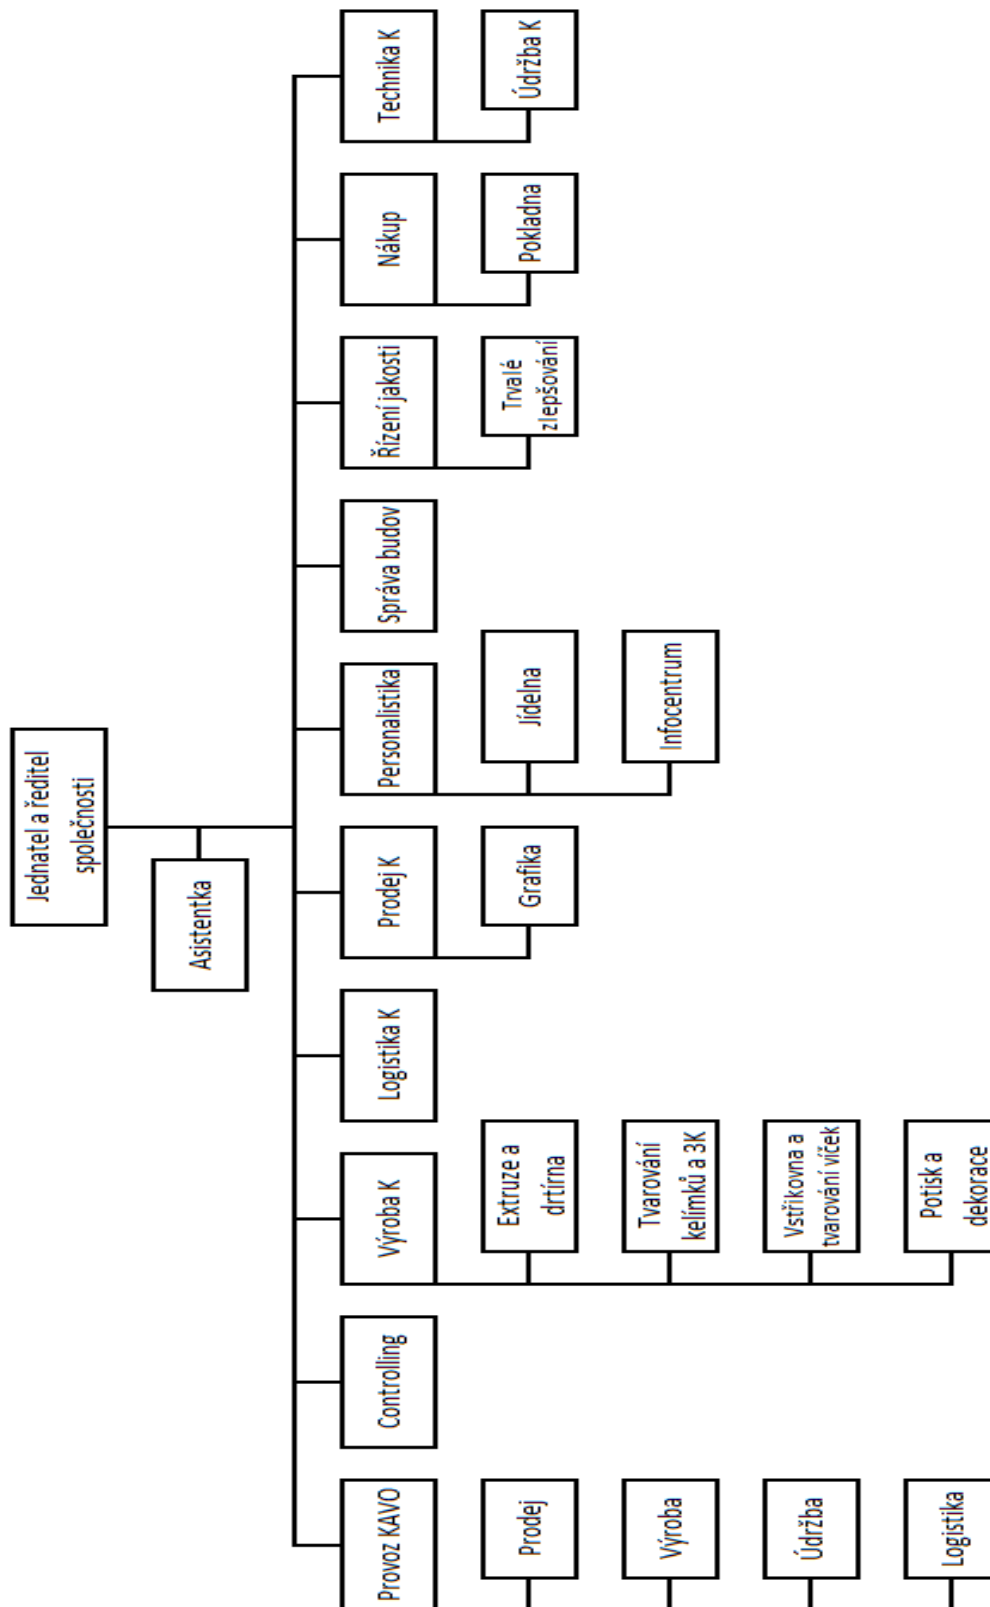 Jednatel a ředitel
společnosti
Asistentka
Provoz KAVO
Controlling
Výroba K
Logistika K
Prodej K
Personalistika
Správa budov
Řízení jakosti
Nákup
Technika K
Prodej
Extruze a
drtírna
Grafika
Jídelna
Trvalé
zlepšování
Pokladna
Údržba K
Výroba
Tvarování
kelímků a 3K
Infocentrum
Údržba
Vstřikovna a
tvarování víček
Logistika
Potisk a
dekorace